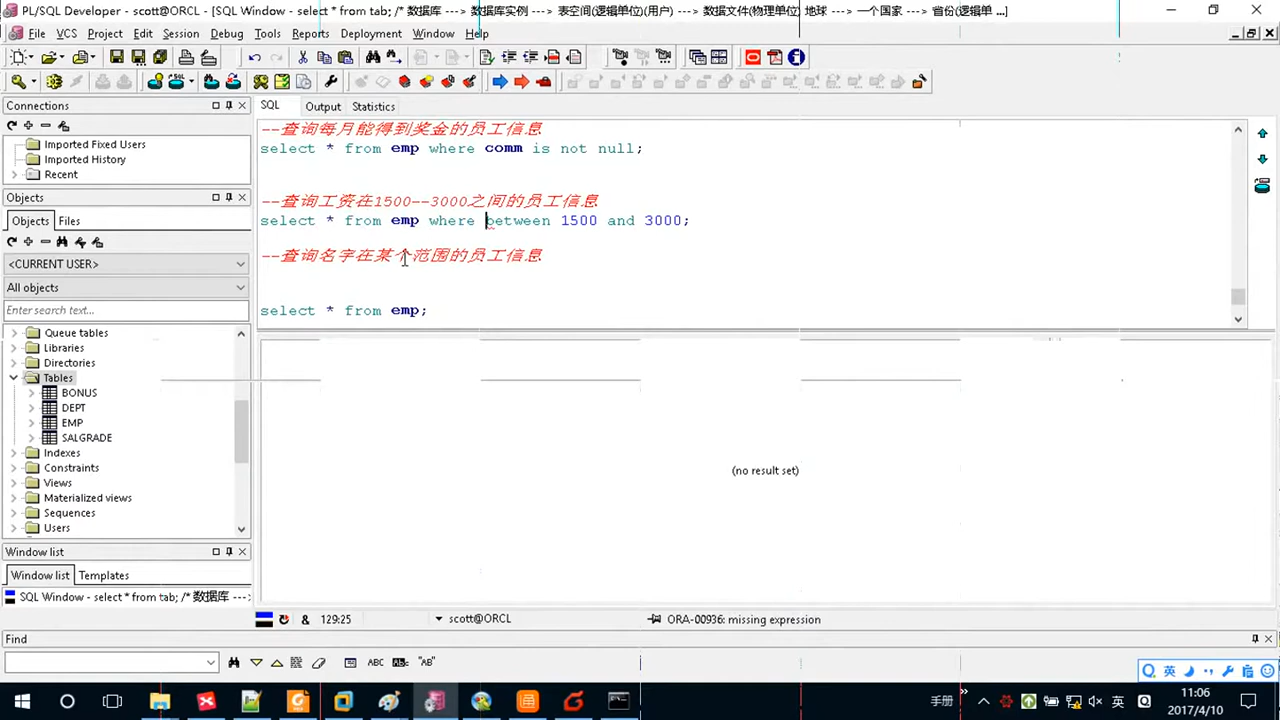 PL/SQL Developer - scott@ORCL - [SQL Window - select * from tab; /* 数据库 ---> 数据库实例 ---> 表空间(逻辑单位)(用户) ---> 数据文件(物理单位) 地球 ---> 一个国家 ---> 省份(逻辑单 ...]
File VCS Project Edit Session Debug Tools Reports Deployment Window Help
Connections
Imported Fixed Users
Imported History
Recent
Objects
Objects Files
<CURRENT USER>
All objects
Enter filter...
Queue tables
Libraries
Directories
Tables
BONUS
DEPT
EMP
SALGRADE
Indexes
Constraints
Views
Materialized views
Sequences
Users
Window list
Window list Templates
SQL Window - select * from tab; /* 数据库 --->
SQL Output Statistics
--查询每月能得到奖金的员工信息
select * from emp where comm is not null;
--查询工资在1500--3000之间的员工信息
select * from emp where between 1500 and 3000;
--查询名字在某个范围的员工信息
select * from emp;
(no result set)
& 129:25 scott@ORCL ORA-00936: missing expression
Find
ABC ABc "AB"
英
手册 英
11:06
2017/4/10